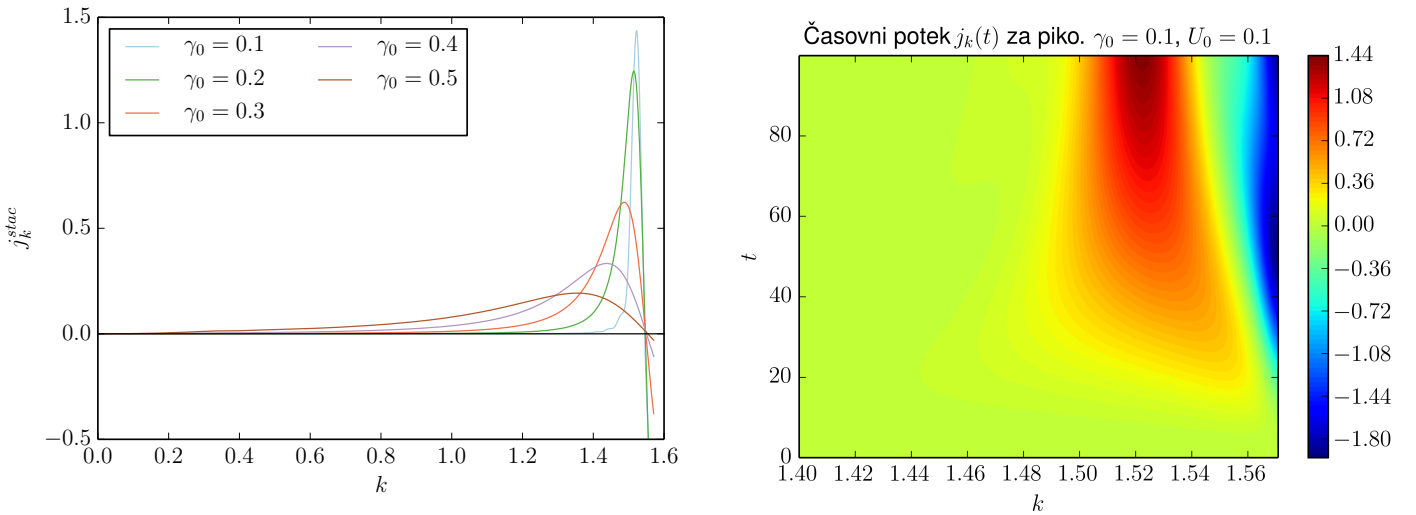 1.5
1.0
0.5
0.0
−0.5
j_k^{stac}
γ₀ = 0.1
γ₀ = 0.2
γ₀ = 0.3
γ₀ = 0.4
γ₀ = 0.5
0.0 0.2 0.4 0.6 0.8 1.0 1.2 1.4 1.6
k
Časovni potek j_k(t) za piko. γ₀ = 0.1, U₀ = 0.1
80
60
40
20
0
t
1.40 1.42 1.44 1.46 1.48 1.50 1.52 1.54 1.56
k
1.44
1.08
0.72
0.36
0.00
−0.36
−0.72
−1.08
−1.44
−1.80